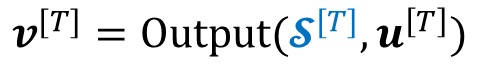 𝒗^[T] = Output(𝓢^[T], 𝒖^[T])